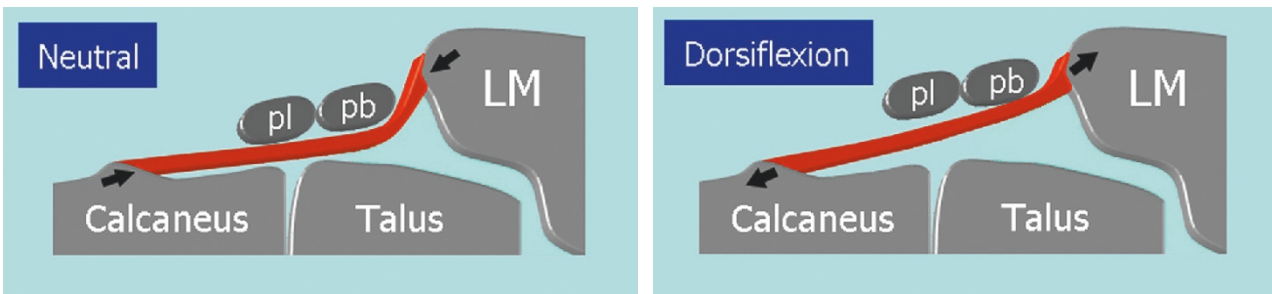 Neutral
LM
pl
pb
Calcaneus
Talus
Dorsiflexion
LM
pl
pb
Calcaneus
Talus